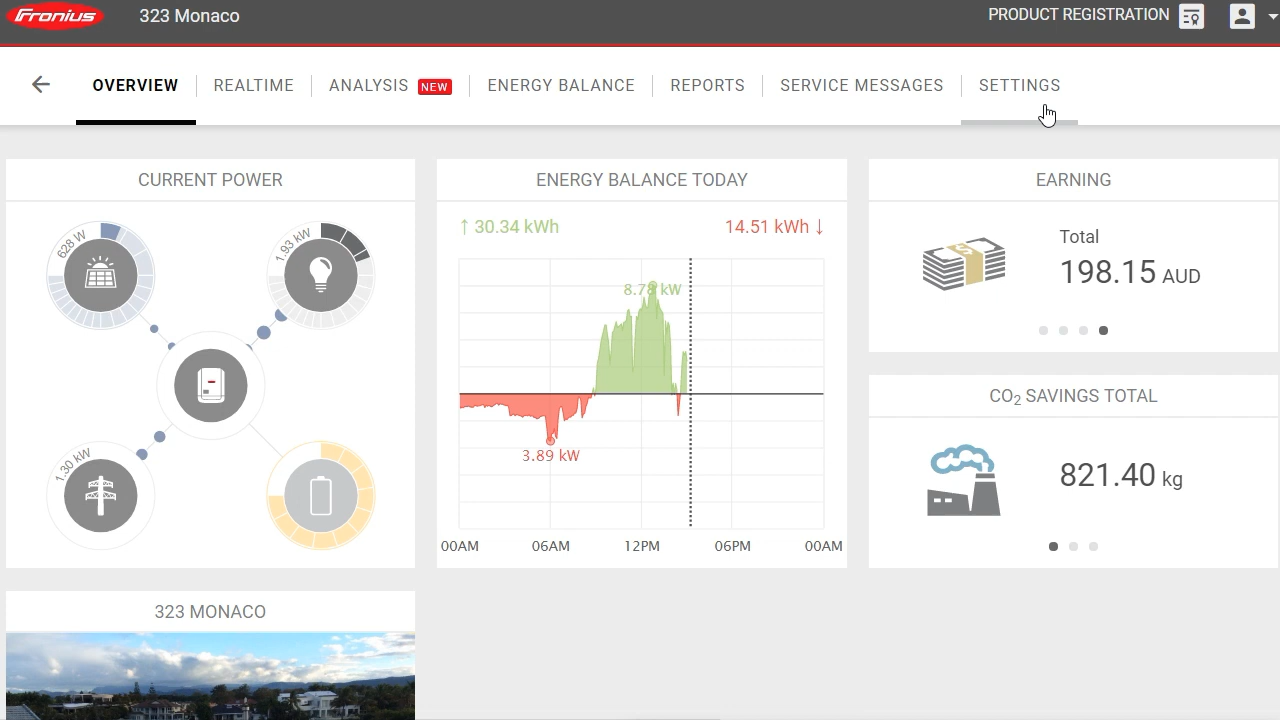 Fronius
323 Monaco
PRODUCT REGISTRATION
OVERVIEW
REALTIME
ANALYSIS NEW
ENERGY BALANCE
REPORTS
SERVICE MESSAGES
SETTINGS
CURRENT POWER
628 W
1.93 kW
1.30 kW
ENERGY BALANCE TODAY
↑ 30.34 kWh
14.51 kWh ↓
8.78 kW
3.89 kW
00AM 06AM 12PM 06PM 00AM
EARNING
Total
198.15 AUD
CO₂ SAVINGS TOTAL
821.40 kg
323 MONACO